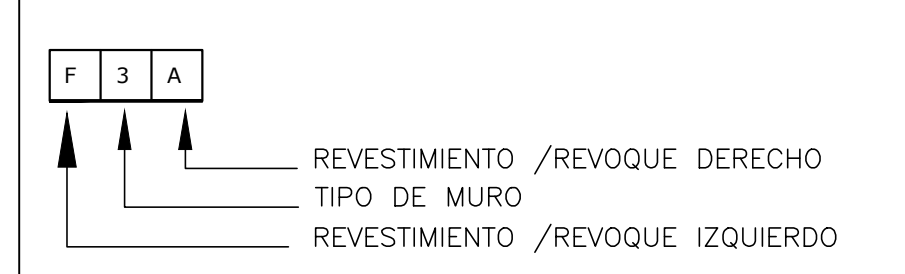 F 3 A
REVESTIMIENTO /REVOQUE DERECHO
TIPO DE MURO
REVESTIMIENTO /REVOQUE IZQUIERDO